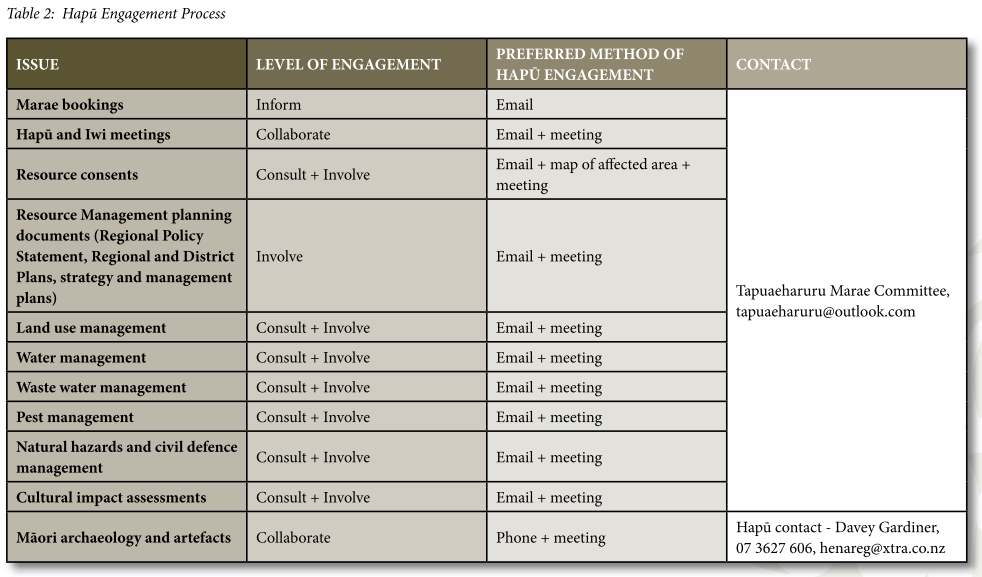 Table 2: Hapū Engagement Process
ISSUE
LEVEL OF ENGAGEMENT
PREFERRED METHOD OF
HAPŪ ENGAGEMENT
CONTACT
Marae bookings
Inform
Email
Hapū and Iwi meetings
Collaborate
Email + meeting
Resource consents
Consult + Involve
Email + map of affected area +
meeting
Resource Management planning
documents (Regional Policy
Statement, Regional and District
Plans, strategy and management
plans)
Involve
Email + meeting
Land use management
Consult + Involve
Email + meeting
Water management
Consult + Involve
Email + meeting
Waste water management
Consult + Involve
Email + meeting
Pest management
Consult + Involve
Email + meeting
Natural hazards and civil defence
management
Consult + Involve
Email + meeting
Cultural impact assessments
Consult + Involve
Email + meeting
Tapuaeharuru Marae Committee,
tapuaeharuru@outlook.com
Māori archaeology and artefacts
Collaborate
Phone + meeting
Hapū contact - Davey Gardiner,
07 3627 606, henareg@xtra.co.nz